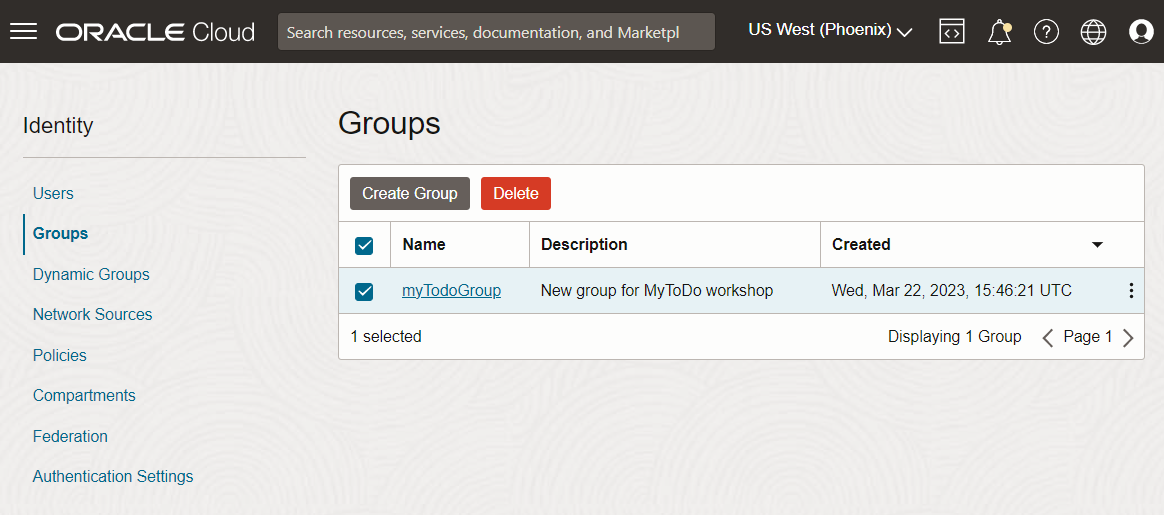 ORACLE Cloud
Search resources, services, documentation, and Marketpl
US West (Phoenix)
Identity
Users
Groups
Dynamic Groups
Network Sources
Policies
Compartments
Federation
Authentication Settings
Groups
Create Group Delete
Name Description Created
myTodoGroup New group for MyToDo workshop Wed, Mar 22, 2023, 15:46:21 UTC
1 selected Displaying 1 Group Page 1